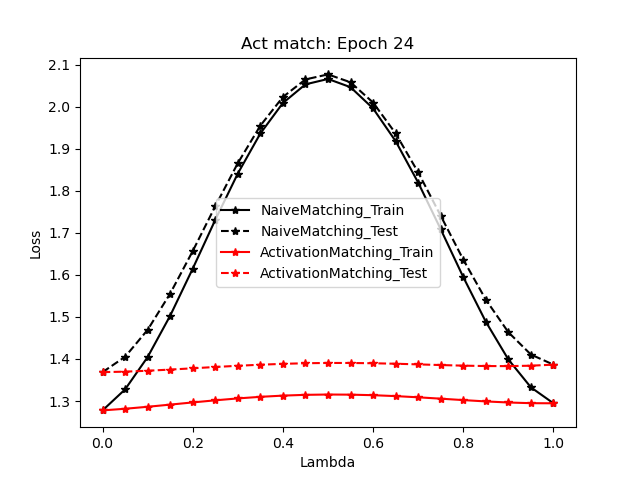 Act match: Epoch 24
2.1
2.0
1.9
1.8
1.7
1.6
1.5
1.4
1.3
Loss
NaiveMatching_Train
NaiveMatching_Test
ActivationMatching_Train
ActivationMatching_Test
0.0 0.2 0.4 0.6 0.8 1.0
Lambda